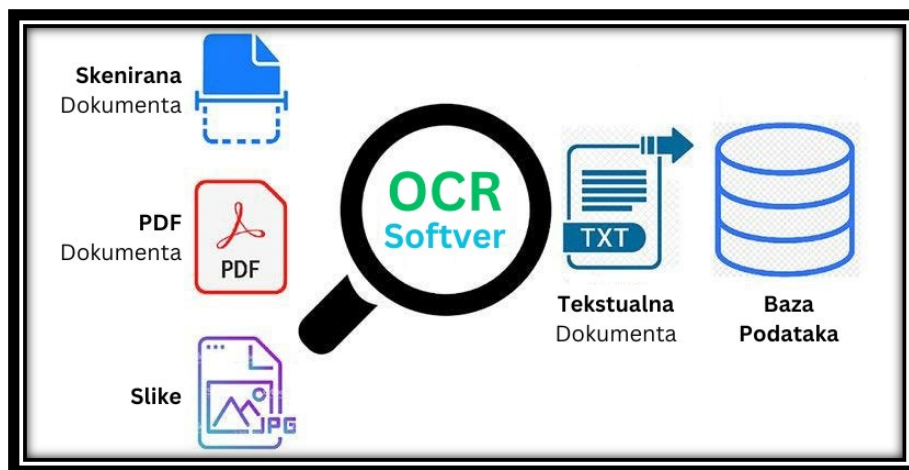 Skenirana
Dokumenta
PDF
Dokumenta
PDF
Slike
JPG
OCR
Softver
TXT
Tekstualna
Dokumenta
Baza
Podataka